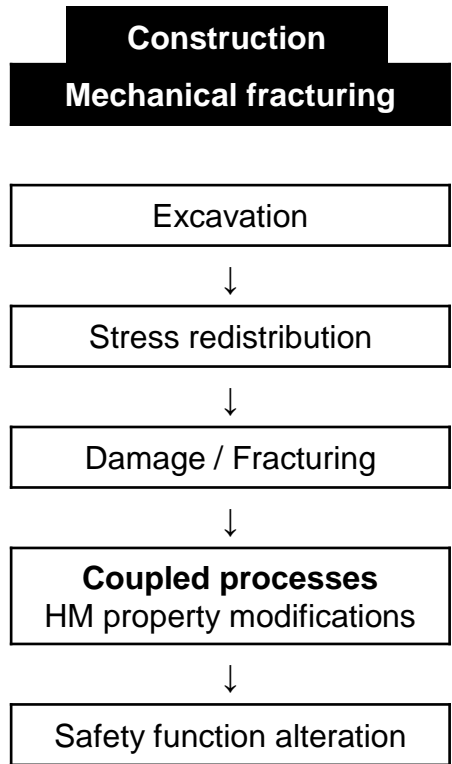 Construction
Mechanical fracturing
Excavation
↓
Stress redistribution
↓
Damage / Fracturing
↓
Coupled processes
HM property modifications
↓
Safety function alteration